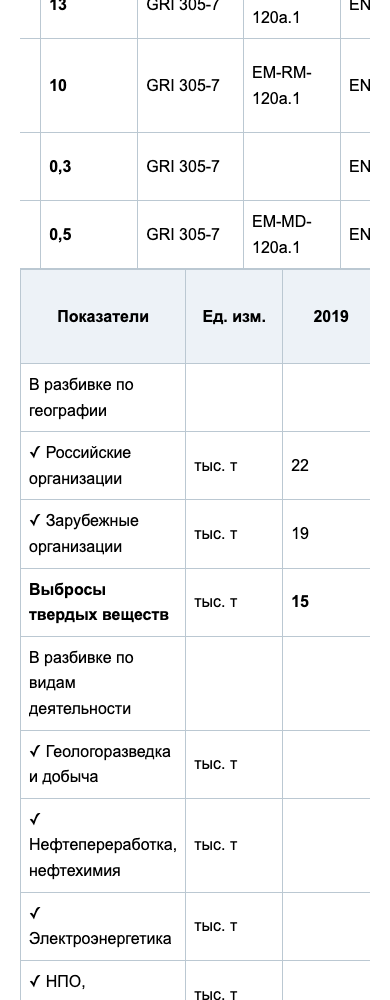 13 GRI 305-7 120a.1 EN
EM-RM-
10 GRI 305-7 120a.1 EN
0,3 GRI 305-7 EN
EM-MD-
0,5 GRI 305-7 120a.1 EN
Показатели Ед. изм. 2019
В разбивке по
географии
✓ Российские
организации тыс. т 22
✓ Зарубежные
организации тыс. т 19
Выбросы
твердых веществ тыс. т 15
В разбивке по
видам
деятельности
✓ Геологоразведка
и добыча тыс. т
✓
Нефтепереработка, тыс. т
нефтехимия
✓
Электроэнергетика тыс. т
✓ НПО,
тыс. т